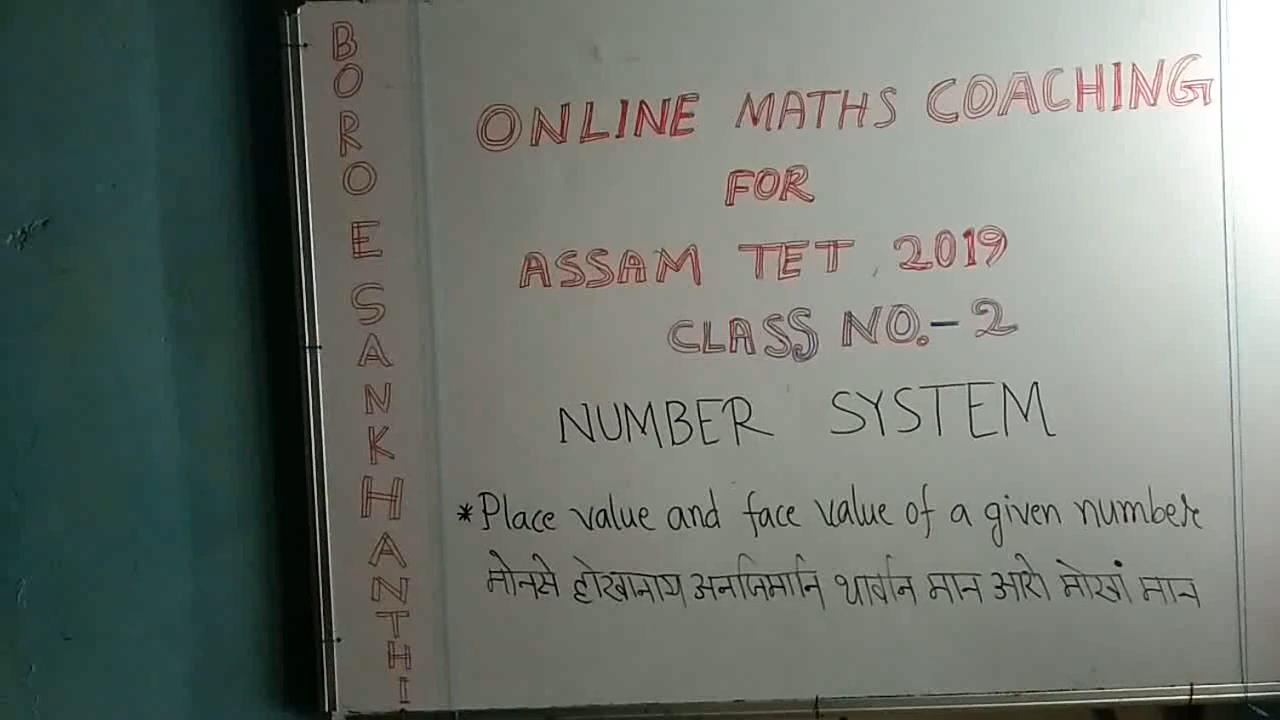 BORO E SANKHANTHI
ONLINE MATHS COACHING
FOR
ASSAM TET, 2019
CLASS NO.-2
NUMBER SYSTEM
*Place value and face value of a given number
मोनसे होखानाय अनजिमानि थावनि मान आरो मोखां मान